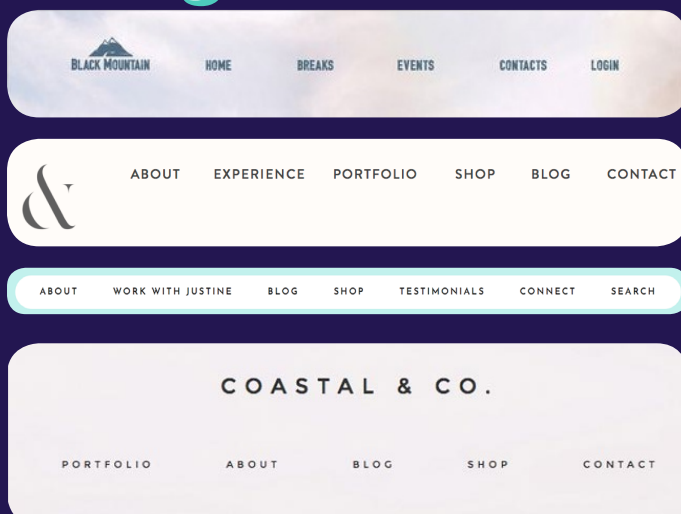 BLACK MOUNTAIN HOME BREAKS EVENTS CONTACTS LOGIN
& ABOUT EXPERIENCE PORTFOLIO SHOP BLOG CONTACT
ABOUT WORK WITH JUSTINE BLOG SHOP TESTIMONIALS CONNECT SEARCH
COASTAL & CO.
PORTFOLIO ABOUT BLOG SHOP CONTACT